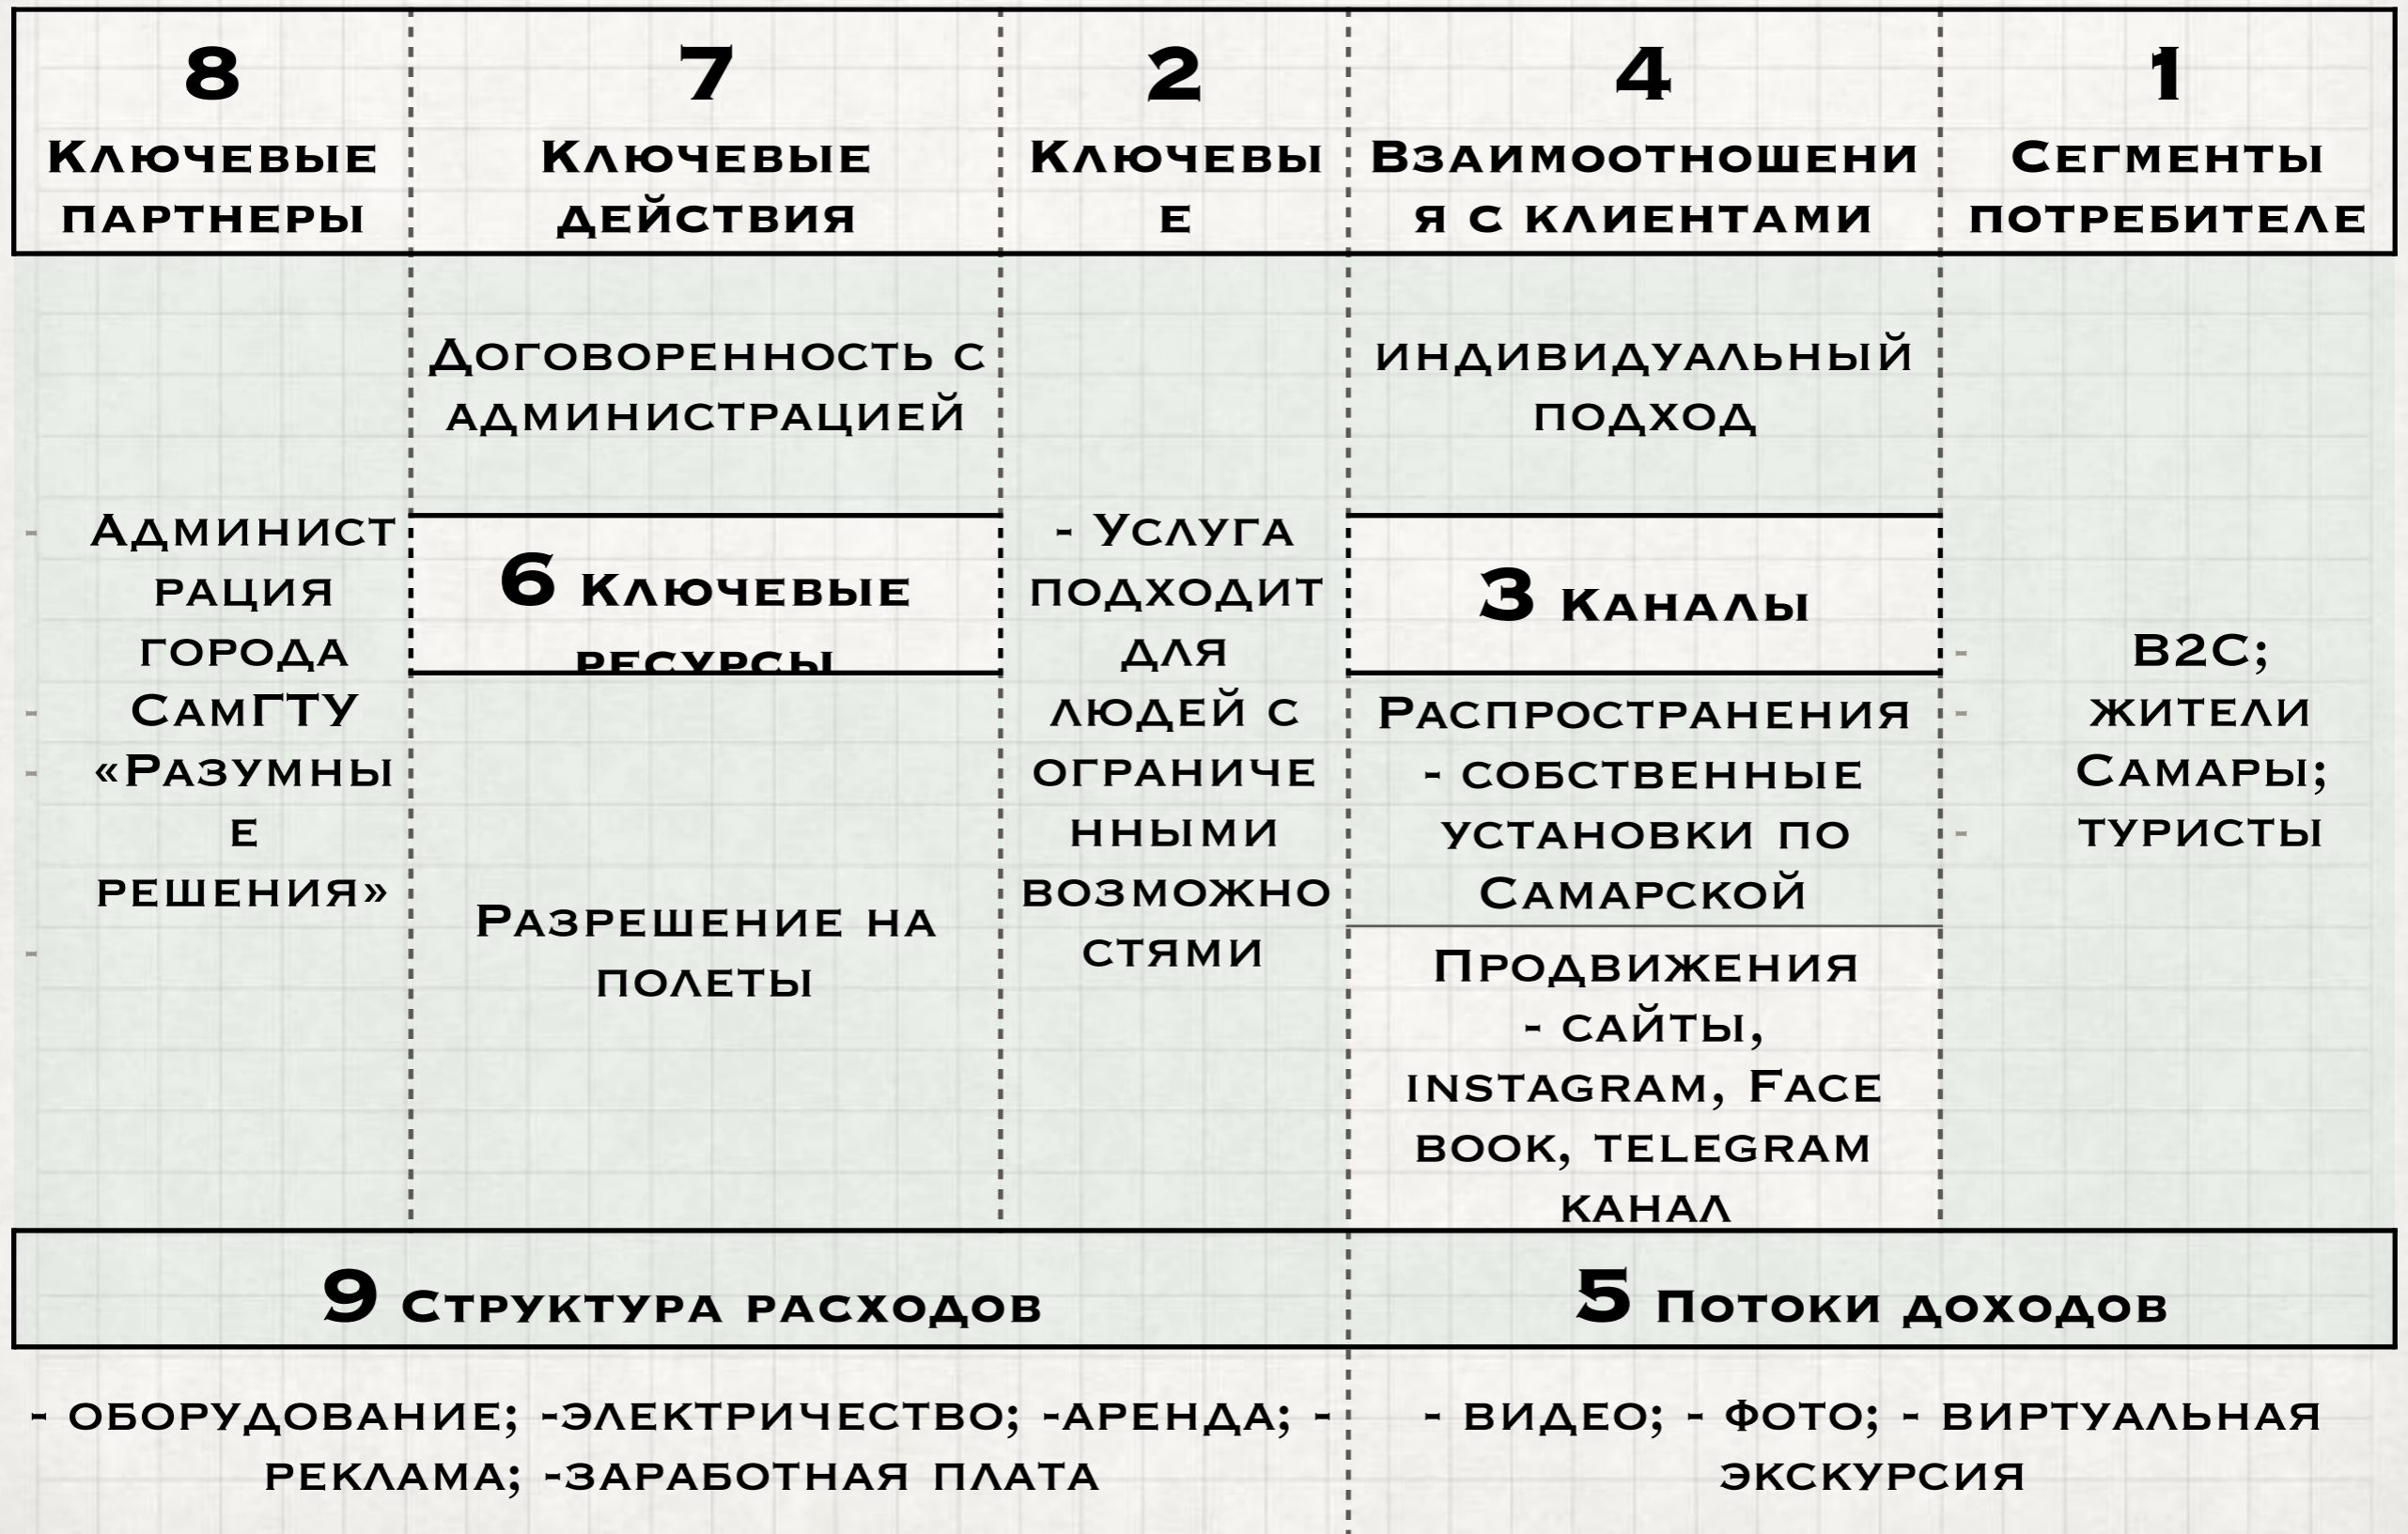 8
Ключевые
партнеры
7
Ключевые
действия
2
Ключевы
е
4
Взаимоотношени
я с клиентами
1
Сегменты
потребителе
- Админист
рация
города
- СамГТУ
- «Разумны
е
решения»
-
Договоренность с
администрацией
6 Ключевые
ресурсы
Разрешение на
полеты
- Услуга
подходит
для
людей с
ограниче
нными
возможно
стями
индивидуальный
подход
3 Каналы
Распространения
- собственные
установки по
Самарской
Продвижения
- сайты,
instagram, Face
book, telegram
канал
- B2C;
- жители
Самары;
- туристы
9 Структура расходов
- оборудование; -электричество; -аренда; -
реклама; -заработная плата
5 Потоки доходов
- видео; - фото; - виртуальная
экскурсия